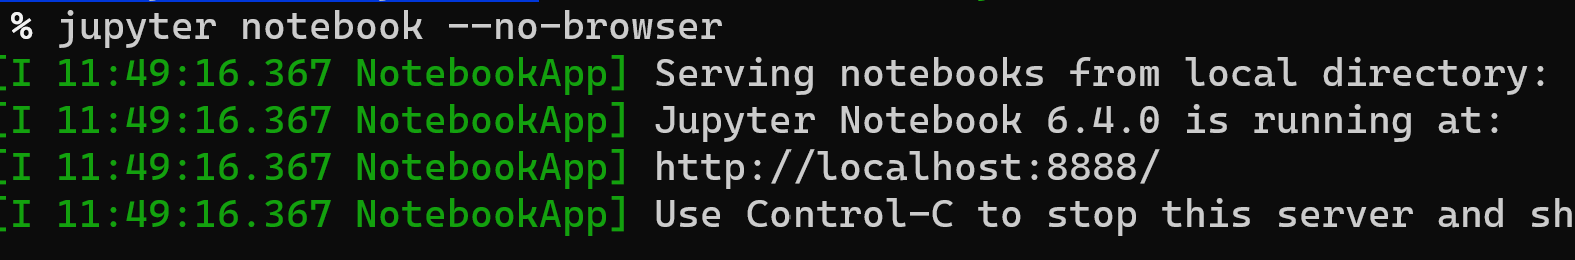 % jupyter notebook --no-browser
[I 11:49:16.367 NotebookApp] Serving notebooks from local directory:
[I 11:49:16.367 NotebookApp] Jupyter Notebook 6.4.0 is running at:
[I 11:49:16.367 NotebookApp] http://localhost:8888/
[I 11:49:16.367 NotebookApp] Use Control-C to stop this server and sh